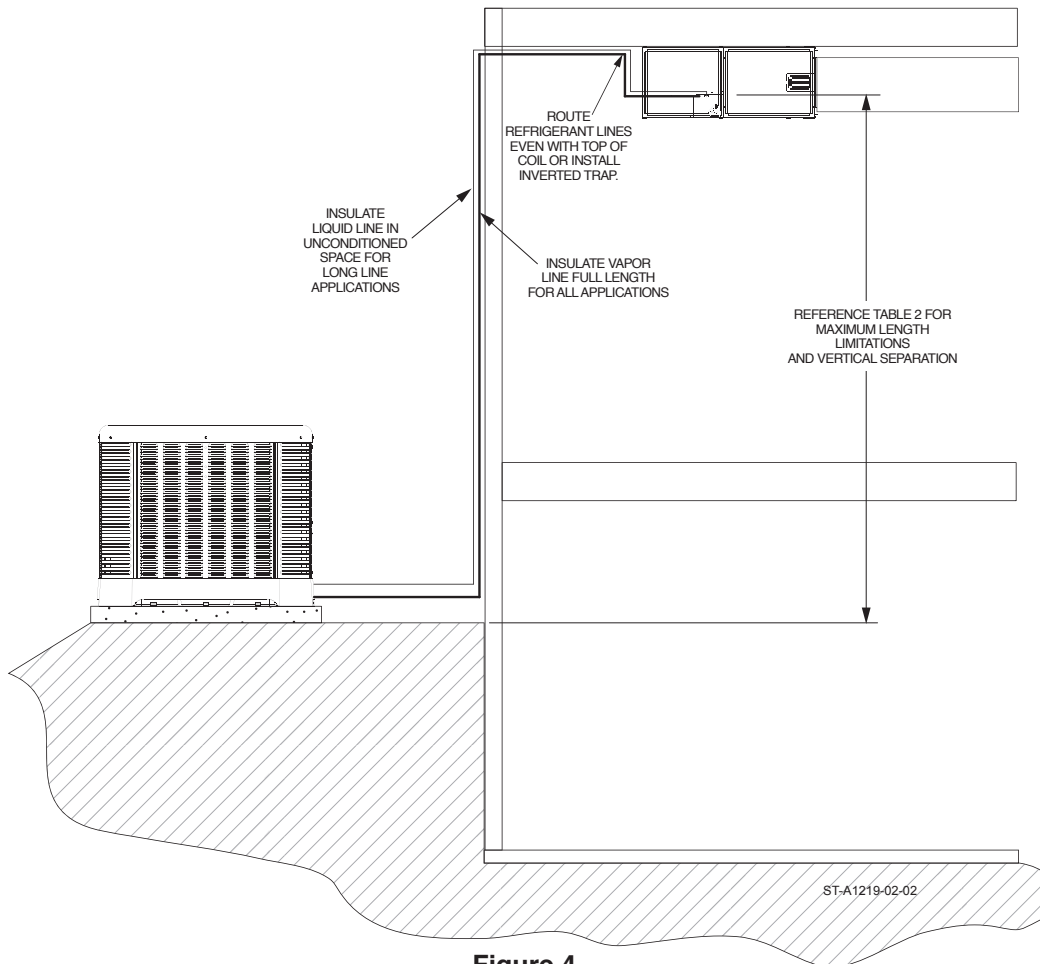 ROUTE
REFRIGERANT LINES
EVEN WITH TOP OF
COIL OR INSTALL
INVERTED TRAP.
INSULATE
LIQUID LINE IN
UNCONDITIONED
SPACE FOR
LONG LINE
APPLICATIONS
INSULATE VAPOR
LINE FULL LENGTH
FOR ALL APPLICATIONS
REFERENCE TABLE 2 FOR
MAXIMUM LENGTH
LIMITATIONS
AND VERTICAL SEPARATION
ST-A1219-02-02
Figure 4